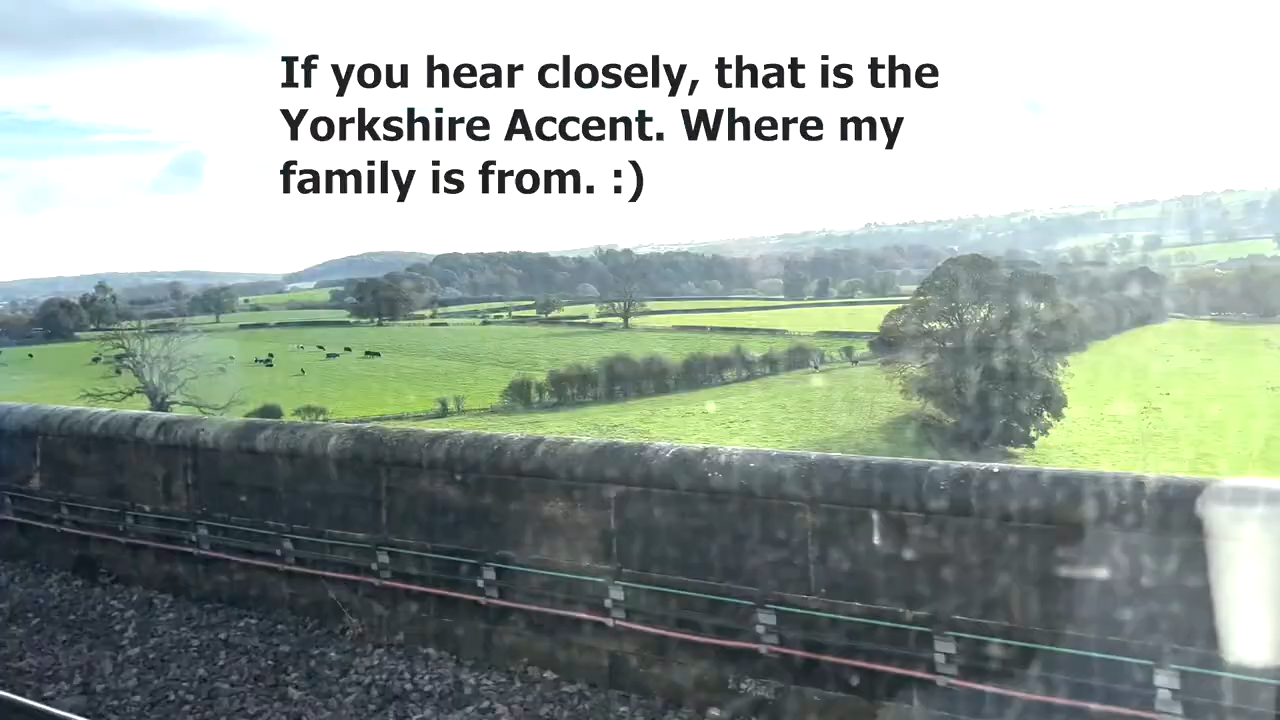 If you hear closely, that is the
Yorkshire Accent. Where my
family is from. :)